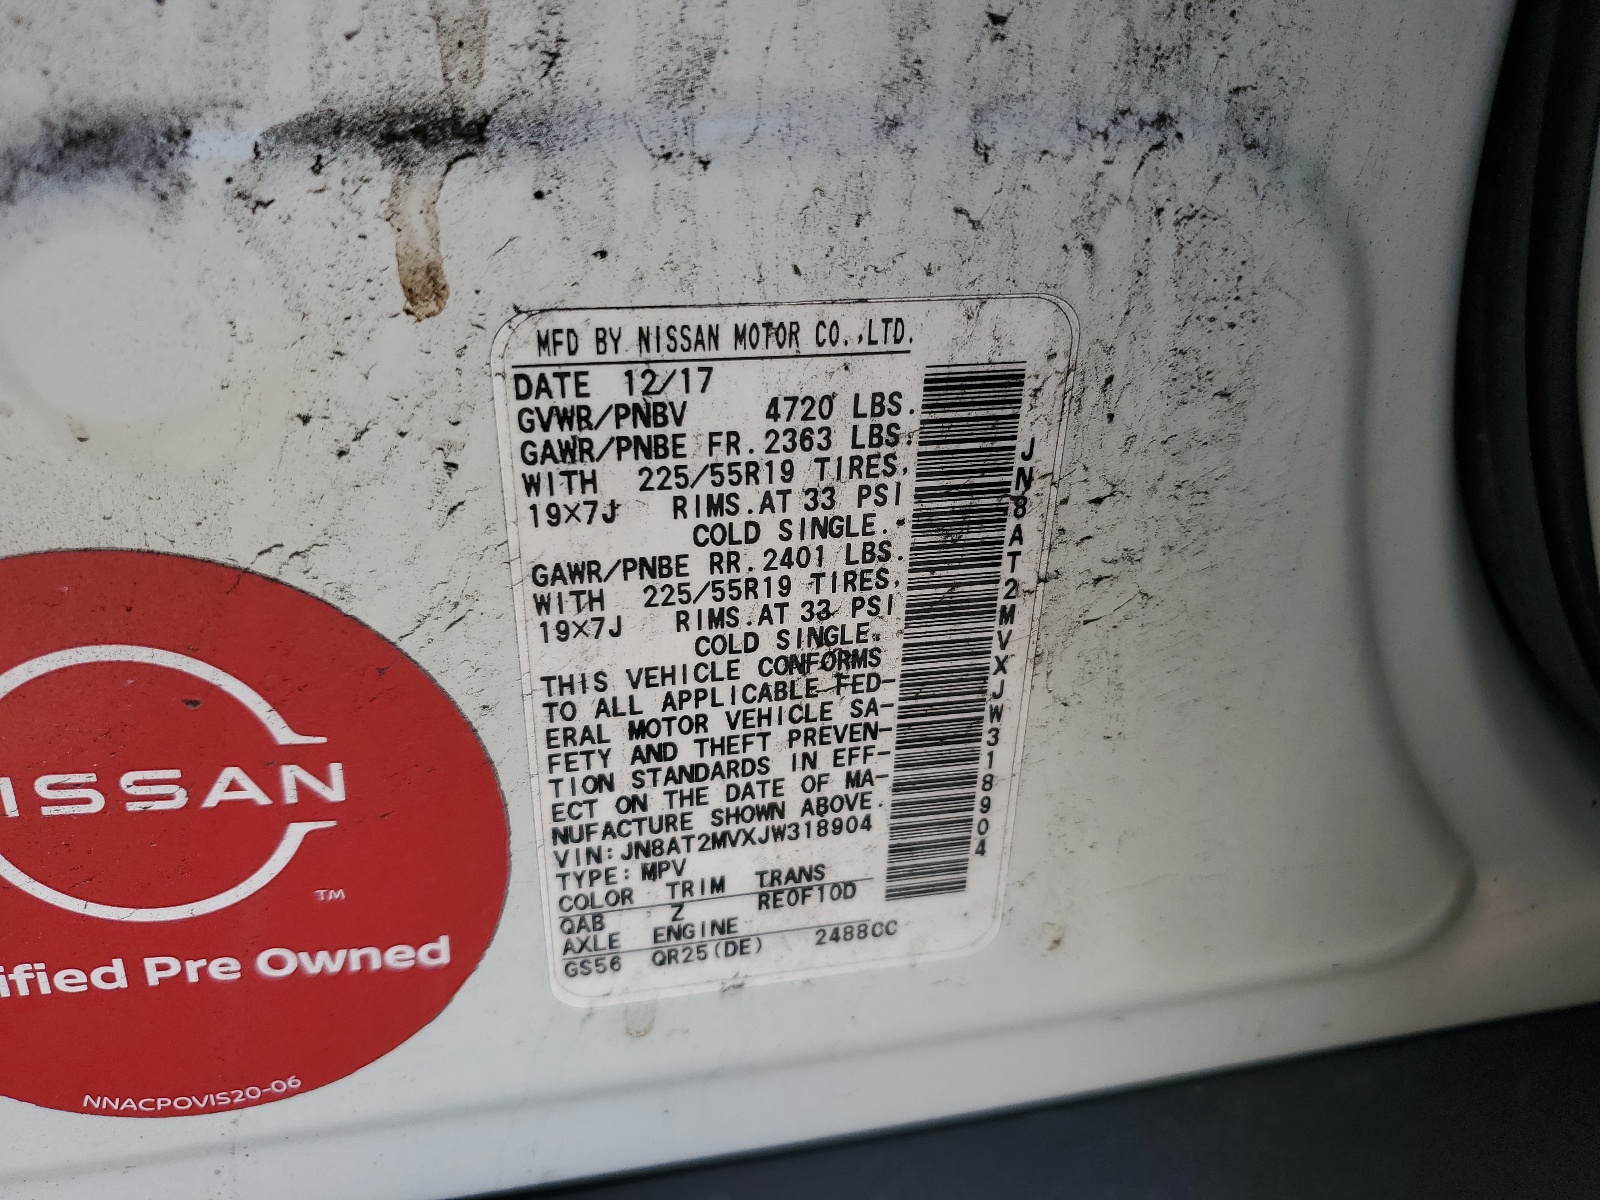 MFD BY NISSAN MOTOR CO.,LTD.
DATE 12/17
GVWR/PNBV 4720 LBS.
GAWR/PNBE FR. 2363 LBS.
WITH 225/55R19 TIRES,
19×7J RIMS. AT 33 PSI
COLD SINGLE.
GAWR/PNBE RR. 2401 LBS.
WITH 225/55R19 TIRES,
19×7J RIMS. AT 33 PSI
COLD SINGLE.
THIS VEHICLE CONFORMS
TO ALL APPLICABLE FED-
ERAL MOTOR VEHICLE SA-
FETY AND THEFT PREVEN-
TION STANDARDS IN EFF-
ECT ON THE DATE OF MA-
NUFACTURE SHOWN ABOVE.
VIN: JN8AT2MVXJW318904
TYPE: MPV
COLOR TRIM TRANS
QAB Z RE0F10D
AXLE ENGINE
GS56 QR25(DE) 2488CC
JN8AT2MVXJW318904
ISSAN
TM
ified Pre Owned
NNACPOVIS20-06